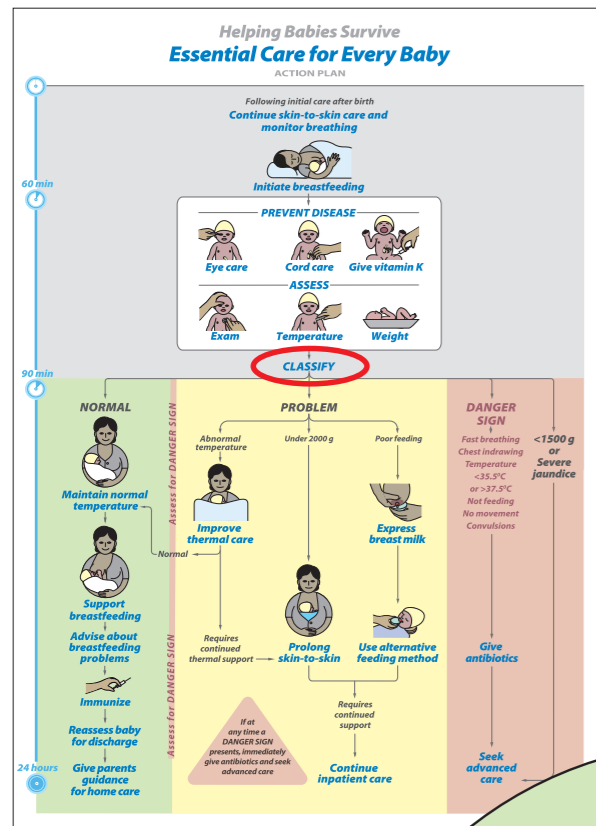 Helping Babies Survive
Essential Care for Every Baby
ACTION PLAN
Following initial care after birth
Continue skin-to-skin care and
monitor breathing
Initiate breastfeeding
60 min
PREVENT DISEASE
Eye care
Cord care
Give vitamin K
ASSESS
Exam
Temperature
Weight
CLASSIFY
90 min
NORMAL
Maintain normal
temperature
Support
breastfeeding
Advise about
breastfeeding
problems
Immunize
Reassess baby
for discharge
Give parents
guidance
for home care
24 hours
Assess for DANGER SIGN
Assess for DANGER SIGN
PROBLEM
Abnormal
temperature
Improve
thermal care
Normal
Requires
continued
thermal support
Under 2000 g
Prolong
skin-to-skin
Poor feeding
Express
breast milk
Use alternative
feeding method
Requires
continued
support
Continue
inpatient care
If at
any time a
DANGER SIGN
presents, immediately
give antibiotics and seek
advanced care
DANGER
SIGN
Fast breathing
Chest indrawing
Temperature
<35.5⁰C
or >37.5⁰C
Not feeding
No movement
Convulsions
Give
antibiotics
Seek
advanced
care
<1500 g
or
Severe
jaundice